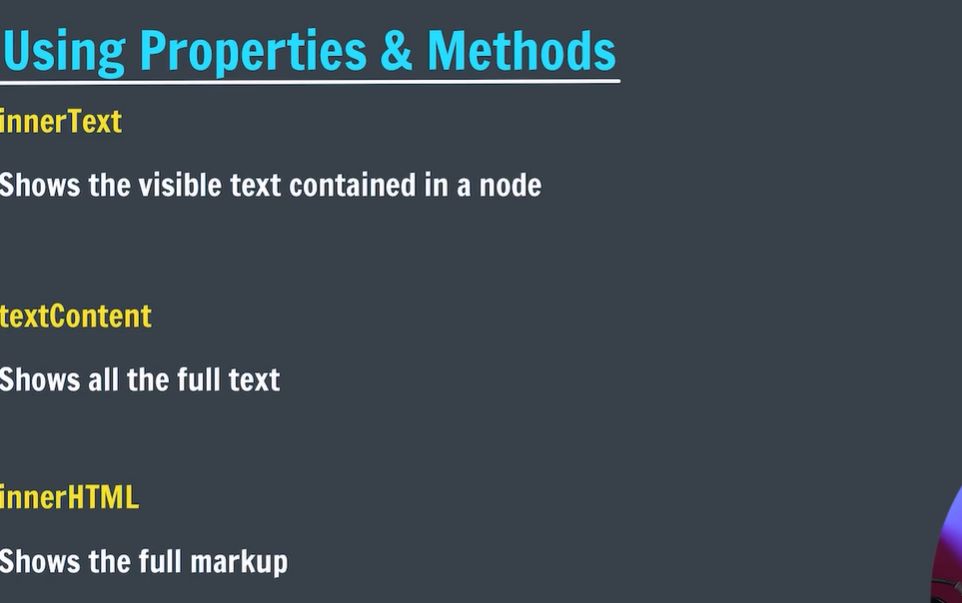 Using Properties & Methods
innerText
Shows the visible text contained in a node
textContent
Shows all the full text
innerHTML
Shows the full markup